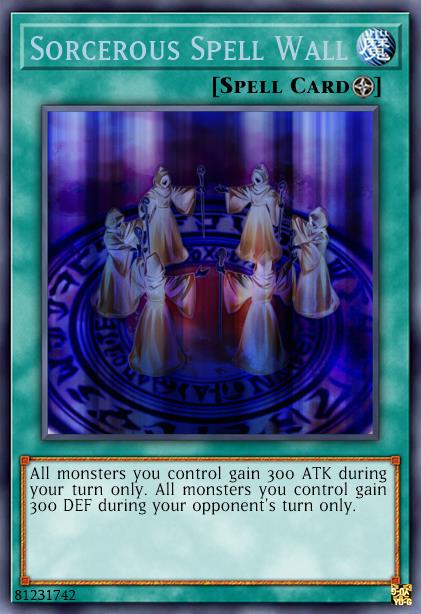 Sorcerous Spell Wall
魔
[Spell Card]
All monsters you control gain 300 ATK during
your turn only. All monsters you control gain
300 DEF during your opponent's turn only.
81231742